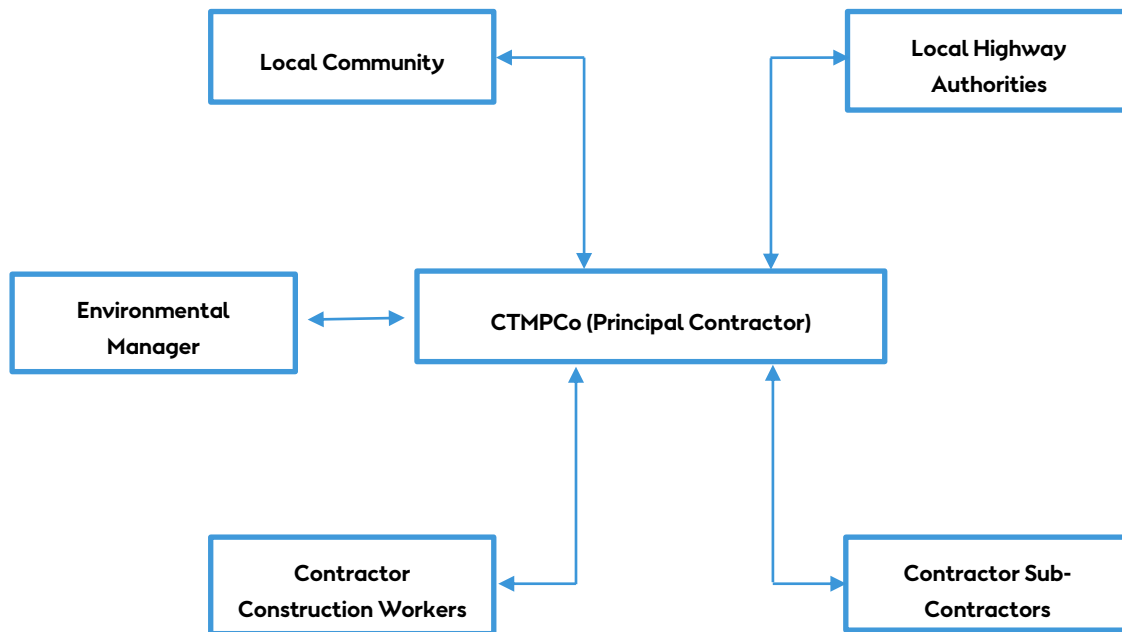 Local Community
Local Highway
Authorities
Environmental
Manager
CTMPCo (Principal Contractor)
Contractor
Construction Workers
Contractor Sub-
Contractors